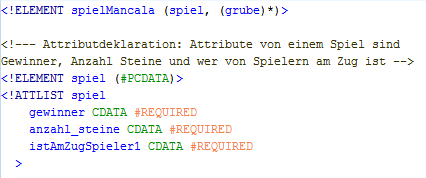 <!ELEMENT spielMancala (spiel, (grube)*)>
<!--- Attributdeklaration: Attribute von einem Spiel sind
Gewinner, Anzahl Steine und wer von Spielern am Zug ist -->
<!ELEMENT spiel (#PCDATA)>
<!ATTLIST spiel
gewinner CDATA #REQUIRED
anzahl_steine CDATA #REQUIRED
istAmZugSpieler1 CDATA #REQUIRED
>